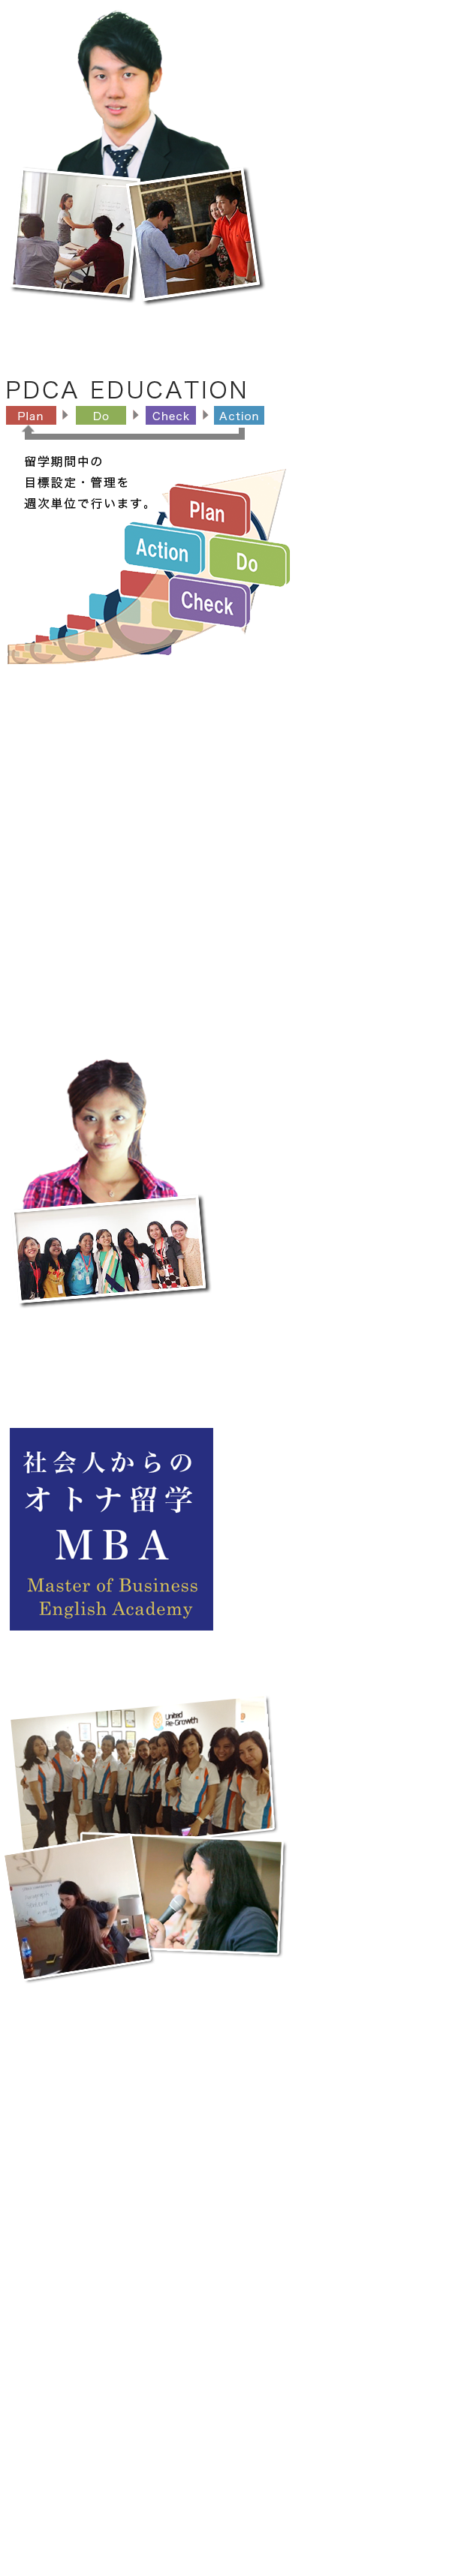 PDCA EDUCATION
Plan Do Check Action
留学期間中の
目標設定・管理を
週次単位で行います。
Plan
Action
Do
Check
社会人からの
オトナ留学
MBA
Master of Business
English Academy
United
Re-Growth